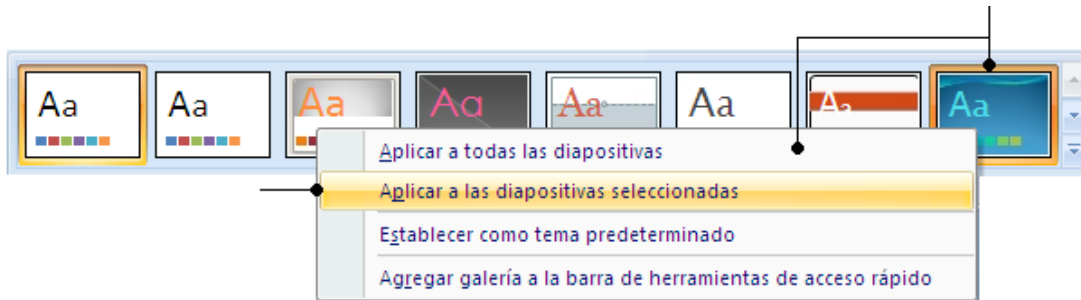 Aa Aa Aa Aa Aa Aa Aa Aa
Aplicar a todas las diapositivas
Aplicar a las diapositivas seleccionadas
Establecer como tema predeterminado
Agregar galería a la barra de herramientas de acceso rápido